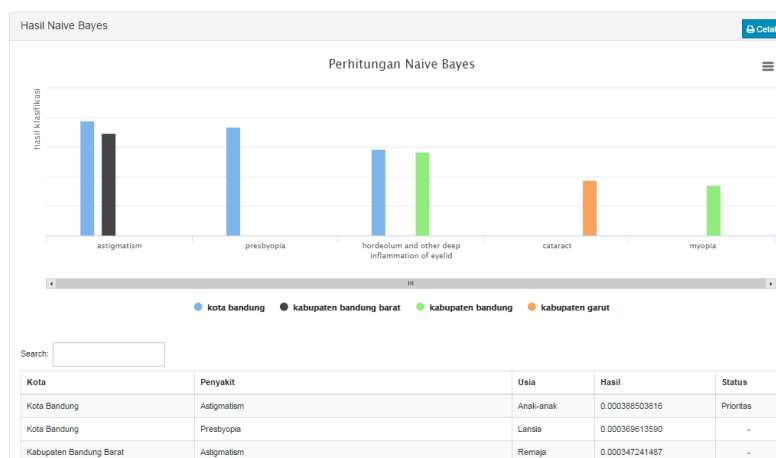 Hasil Naive Bayes
Cetak
Perhitungan Naive Bayes
hasil klasifikasi
astigmatism
presbyopia
hordeolum and other deep
inflammation of eyelid
cataract
myopia
kota bandung kabupaten bandung barat kabupaten bandung kabupaten garut
Search:
Kota Penyakit Usia Hasil Status
Kota Bandung Astigmatism Anak-anak 0.000388503816 Prioritas
Kota Bandung Presbyopia Lansia 0.000369613590 -
Kabupaten Bandung Barat Astigmatism Remaja 0.000347241487 -